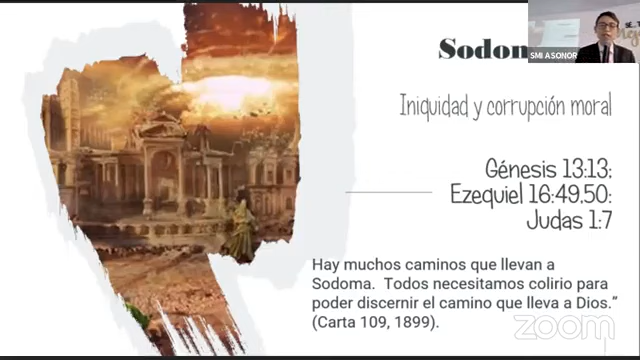 Sodom
SMI ASONOR
Iniquidad y corrupción moral
Génesis 13:13:
Ezequiel 16:49.50:
Judas 1:7
Hay muchos caminos que llevan a
Sodoma. Todos necesitamos colirio para
poder discernir el camino que lleva a Dios.”
(Carta 109, 1899).
zoom